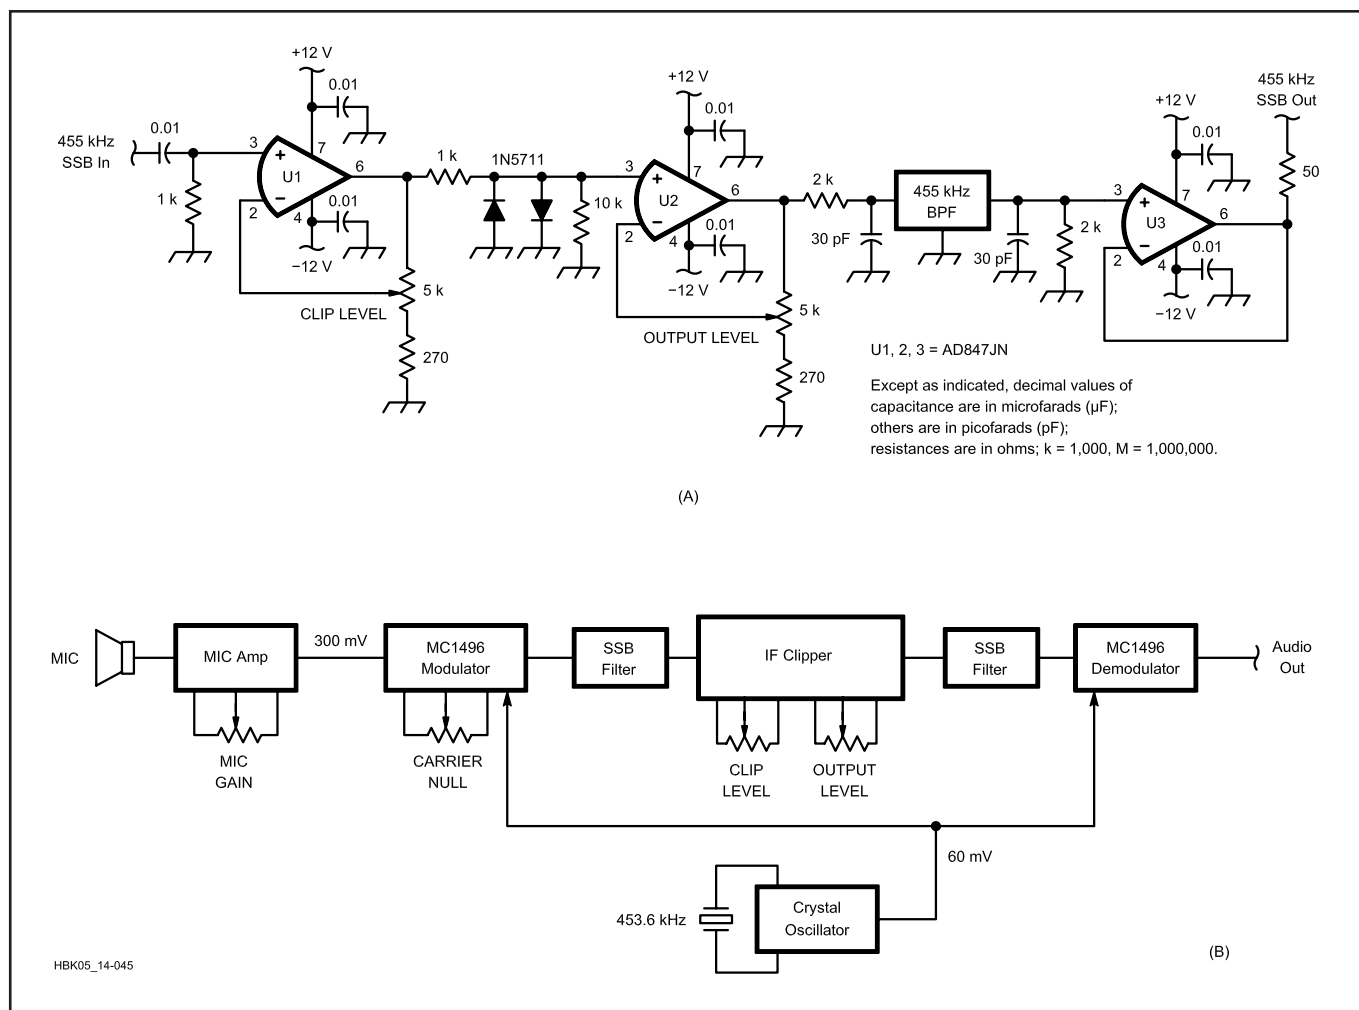 +12 V
0.01
455 kHz
SSB In
0.01
3
+
U1
−
7
6
1 k
2
4
0.01
−12 V
5 k
CLIP LEVEL
270
1 k
1N5711
10 k
+12 V
0.01
3
+
U2
−
7
6
2
4
0.01
−12 V
5 k
OUTPUT LEVEL
270
2 k
30 pF
455 kHz
BPF
30 pF
2 k
+12 V
0.01
3
+
U3
−
7
6
2
4
0.01
−12 V
455 kHz
SSB Out
50
U1, 2, 3 = AD847JN
Except as indicated, decimal values of
capacitance are in microfarads (µF);
others are in picofarads (pF);
resistances are in ohms; k = 1,000, M = 1,000,000.
(A)
MIC
MIC Amp
MIC
GAIN
300 mV
MC1496
Modulator
CARRIER
NULL
SSB
Filter
IF Clipper
CLIP
LEVEL
OUTPUT
LEVEL
SSB
Filter
MC1496
Demodulator
Audio
Out
60 mV
453.6 kHz
Crystal
Oscillator
(B)
HBK05_14-045